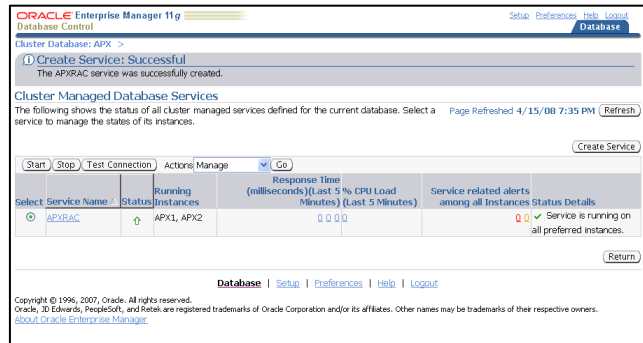 ORACLE Enterprise Manager 11g
Database Control
Setup Preferences Help Logout
Database
Cluster Database: APX >
Create Service: Successful
The APXRAC service was successfully created.
Cluster Managed Database Services
The following shows the status of all cluster managed services defined for the current database. Select a service to manage the states of its instances.
Page Refreshed 4/15/08 7:35 PM Refresh
Create Service
Start Stop Test Connection Actions Manage Go
Select Service Name Status Running Instances Response Time (milliseconds)(Last 5 Minutes) % CPU Load (Last 5 Minutes) Service related alerts among all Instances Status Details
APXRAC APX1, APX2 0 0 0 0 0 0 Service is running on all preferred instances.
Return
Database | Setup | Preferences | Help | Logout
Copyright © 1996, 2007, Oracle. All rights reserved.
Oracle, JD Edwards, PeopleSoft, and Retek are registered trademarks of Oracle Corporation and/or its affiliates. Other names may be trademarks of their respective owners.
About Oracle Enterprise Manager